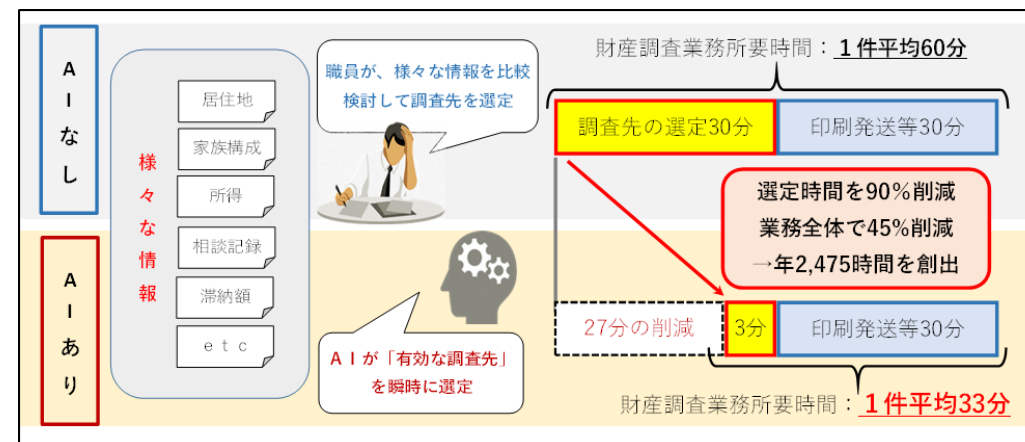 AIなし
様々な情報
居住地
家族構成
所得
相談記録
滞納額
etc
職員が、様々な情報を比較
検討して調査先を選定
財産調査業務所要時間：１件平均60分
調査先の選定30分
印刷発送等30分
選定時間を90％削減
業務全体で45％削減
→年2,475時間を創出
AIあり
AIが「有効な調査先」
を瞬時に選定
27分の削減
3分
印刷発送等30分
財産調査業務所要時間：１件平均33分